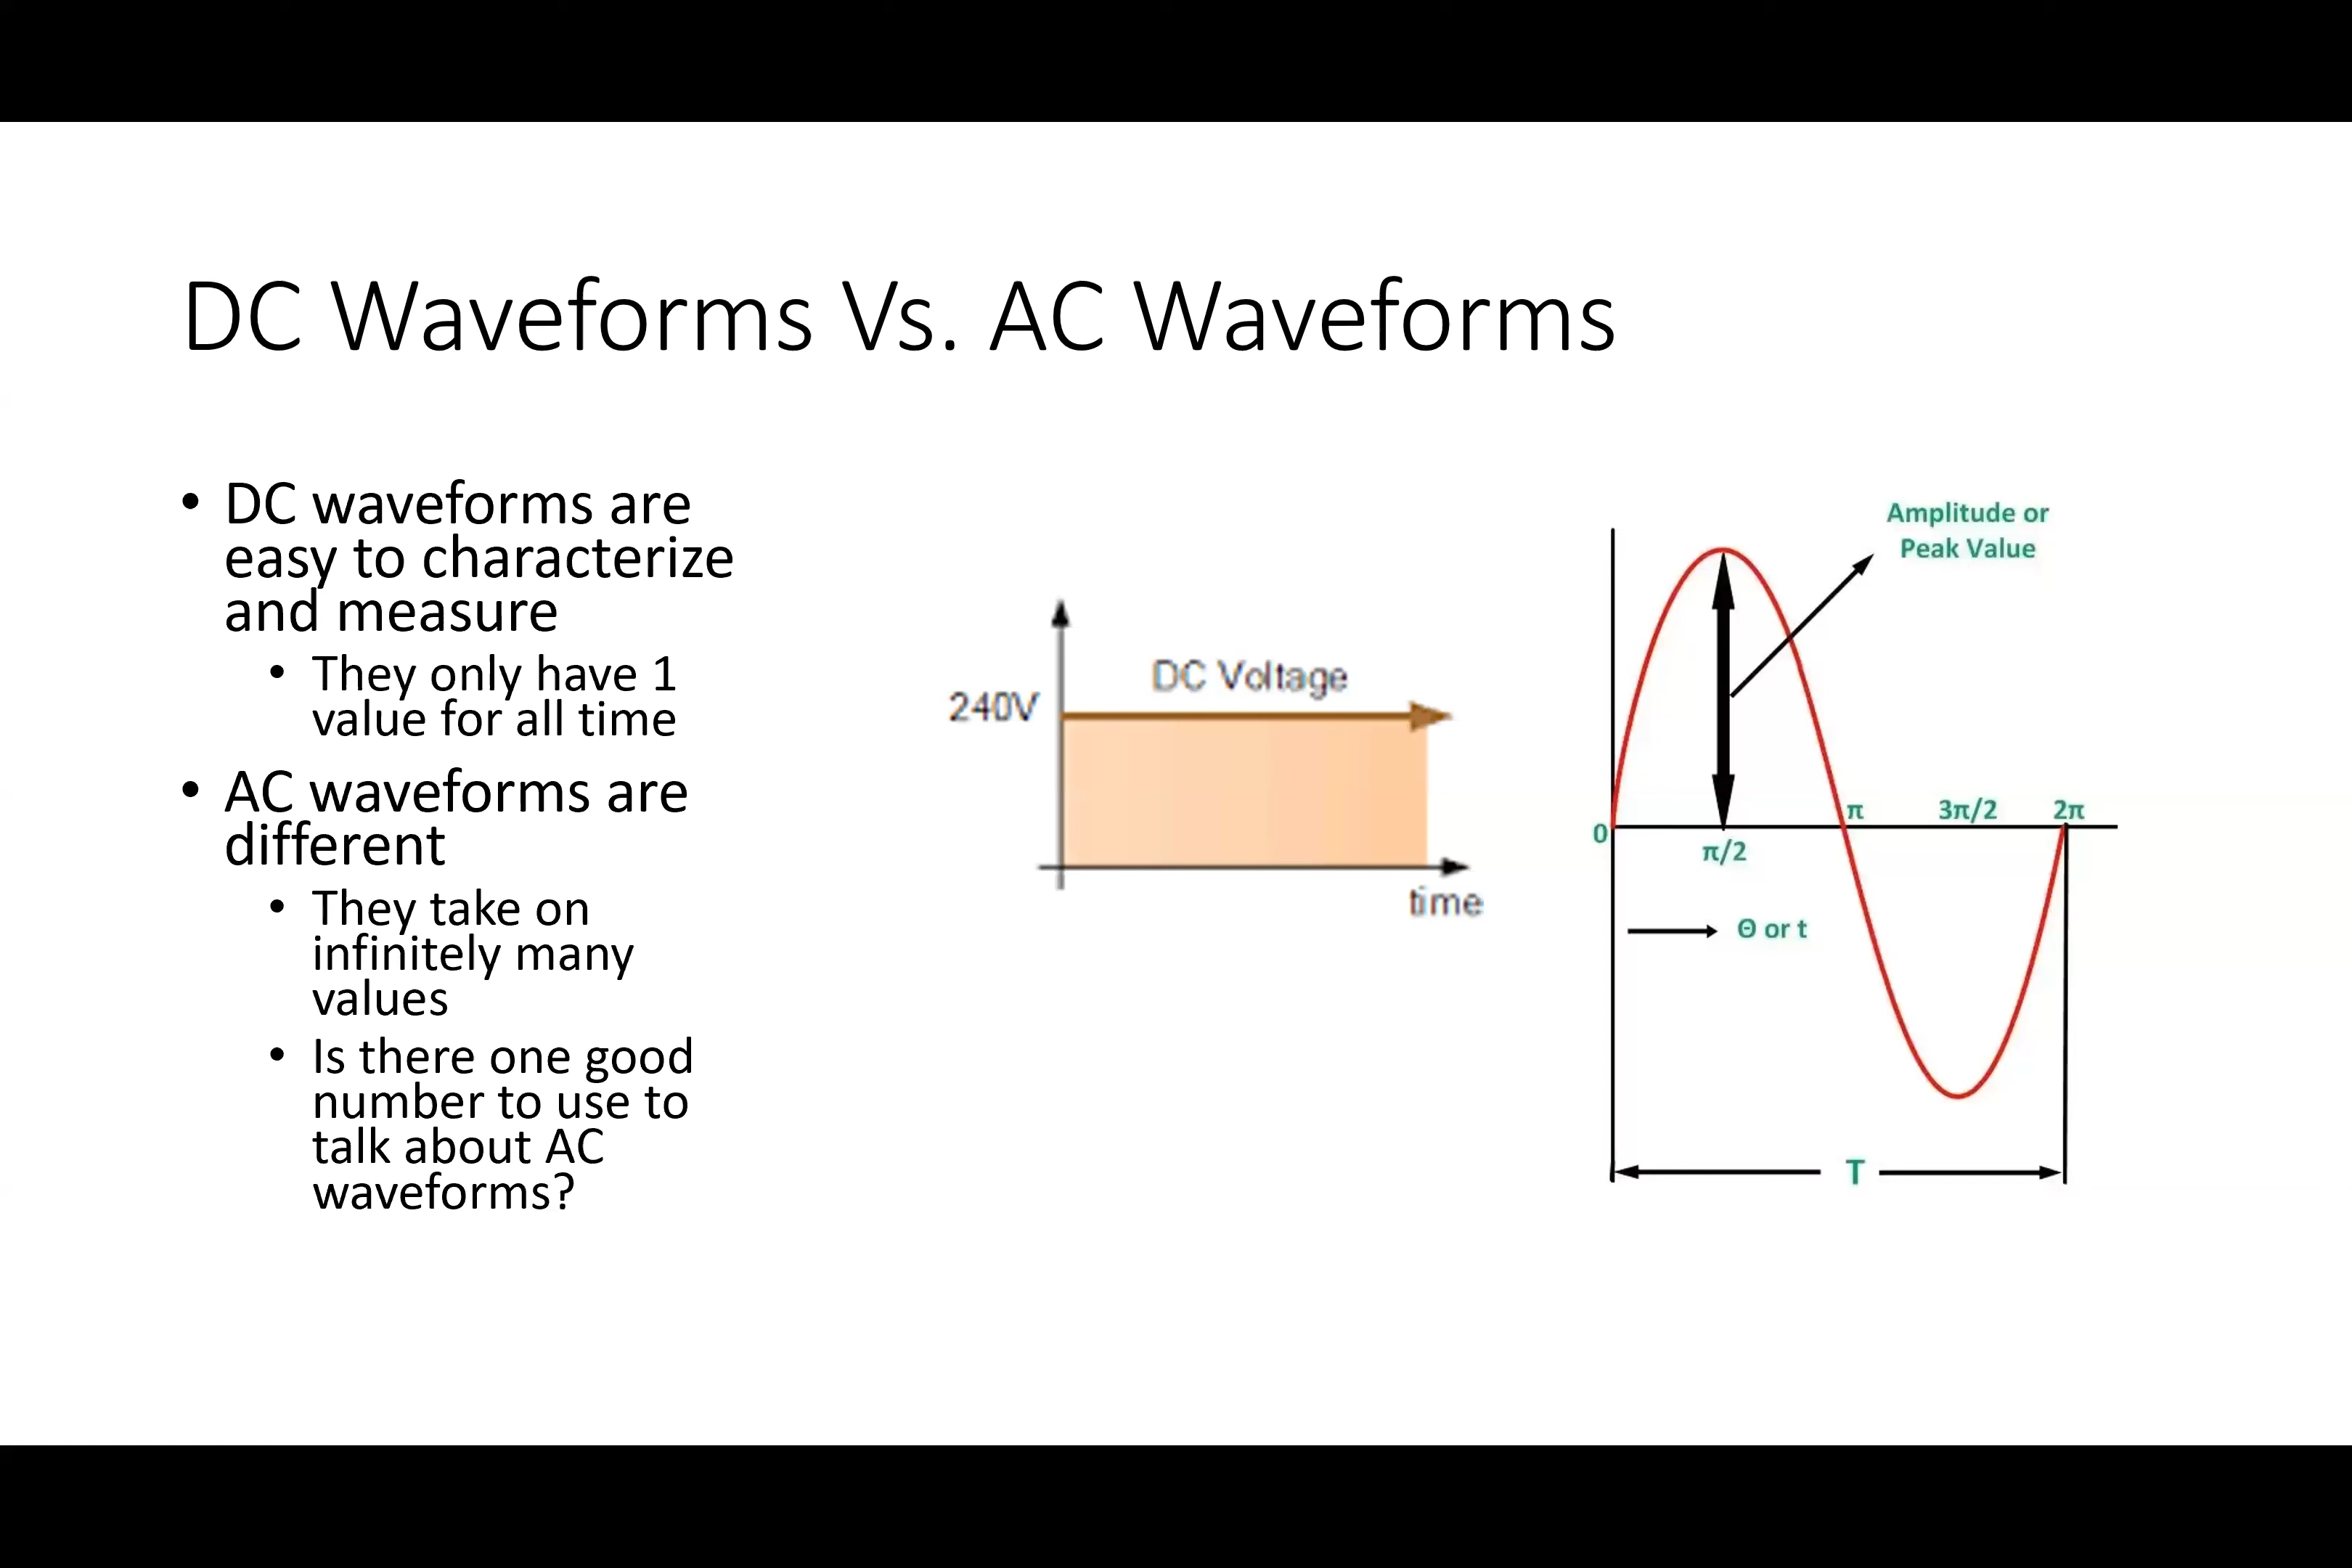 DC Waveforms Vs. AC Waveforms
• DC waveforms are
easy to characterize
and measure
• They only have 1
value for all time
• AC waveforms are
different
• They take on
infinitely many
values
• Is there one good
number to use to
talk about AC
waveforms?
DC Voltage
240V
time
Amplitude or
Peak Value
π 3π/2 2π
0
π/2
Θ or t
T